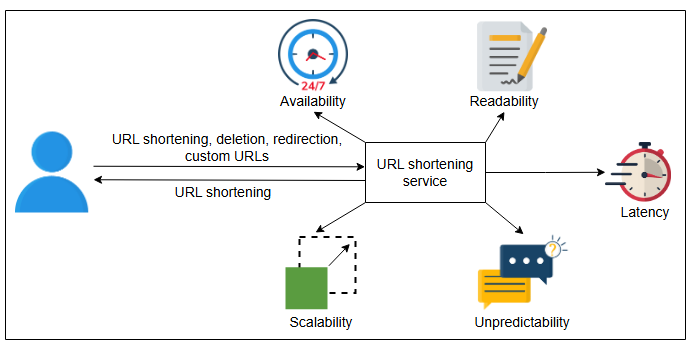 24/7
Availability
Readability
URL shortening, deletion, redirection,
custom URLs
URL shortening
URL shortening
service
Latency
?
Scalability
Unpredictability